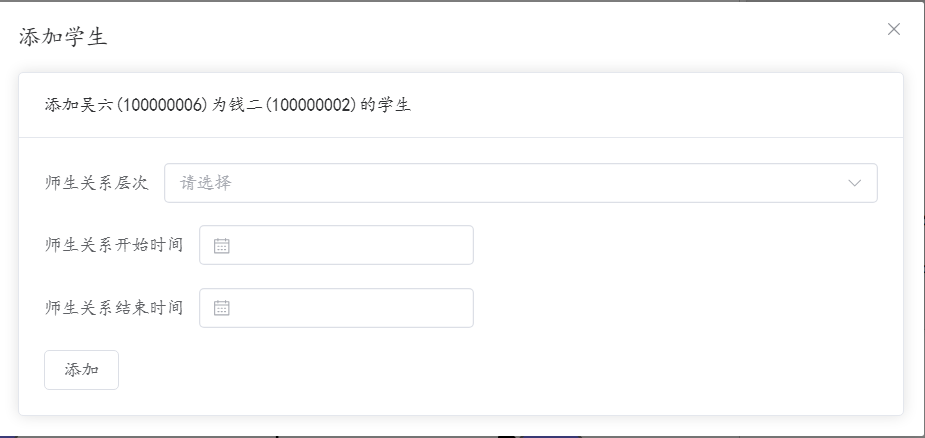 添加学生
添加吴六(100000006)为钱二(100000002)的学生
师生关系层次 请选择
师生关系开始时间
师生关系结束时间
添加